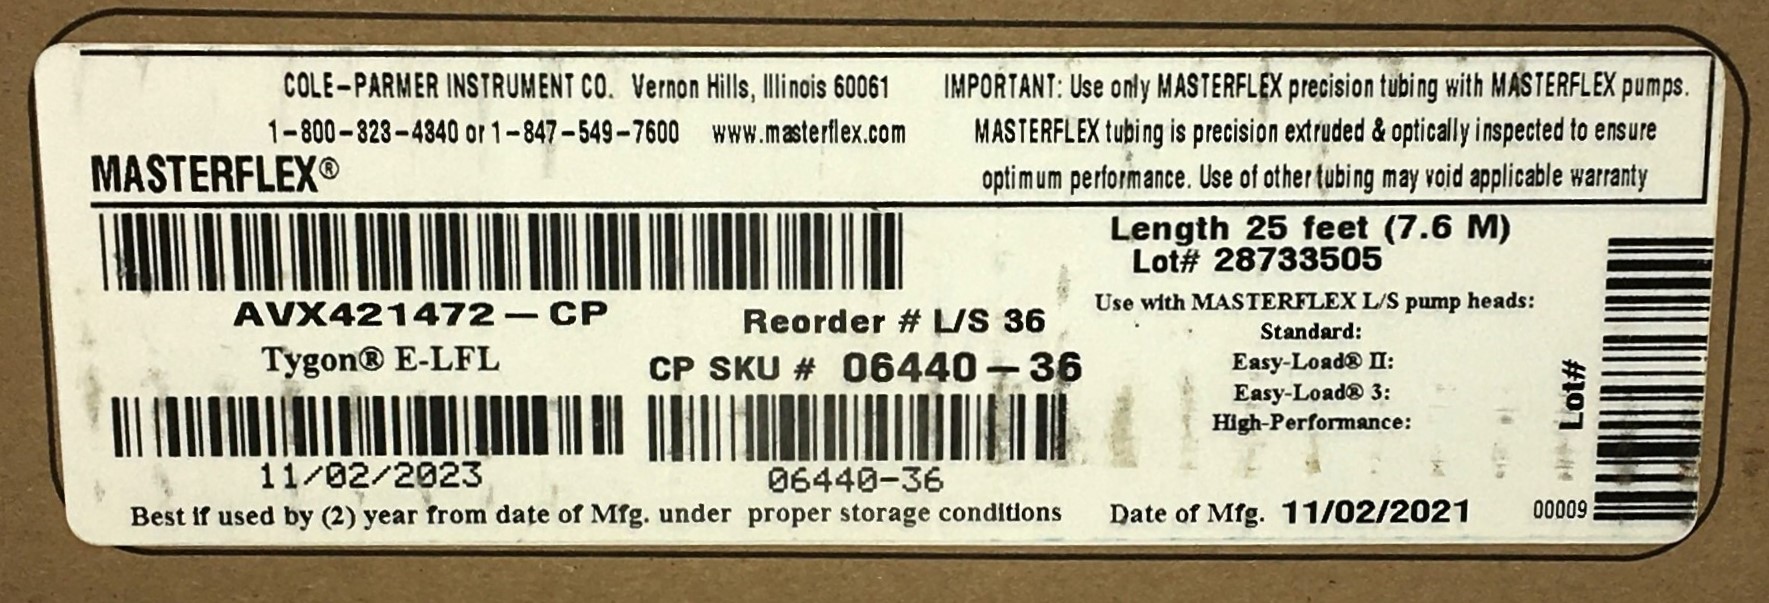 COLE-PARMER INSTRUMENT CO. Vernon Hills, Illinois 60061
1-800-323-4340 or 1-847-549-7600 www.masterflex.com
MASTERFLEX®
IMPORTANT: Use only MASTERFLEX precision tubing with MASTERFLEX pumps.
MASTERFLEX tubing is precision extruded & optically inspected to ensure
optimum performance. Use of other tubing may void applicable warranty
AVX421472-CP
Tygon® E-LFL
Reorder # L/S 36
CP SKU # 06440-36
Length 25 feet (7.6 M)
Lot# 28733505
Use with MASTERFLEX L/S pump heads:
Standard:
Easy-Load® II:
Easy-Load® 3:
High-Performance:
Lot#
11/02/2023
06440-36
Best if used by (2) year from date of Mfg. under proper storage conditions
Date of Mfg. 11/02/2021
00009